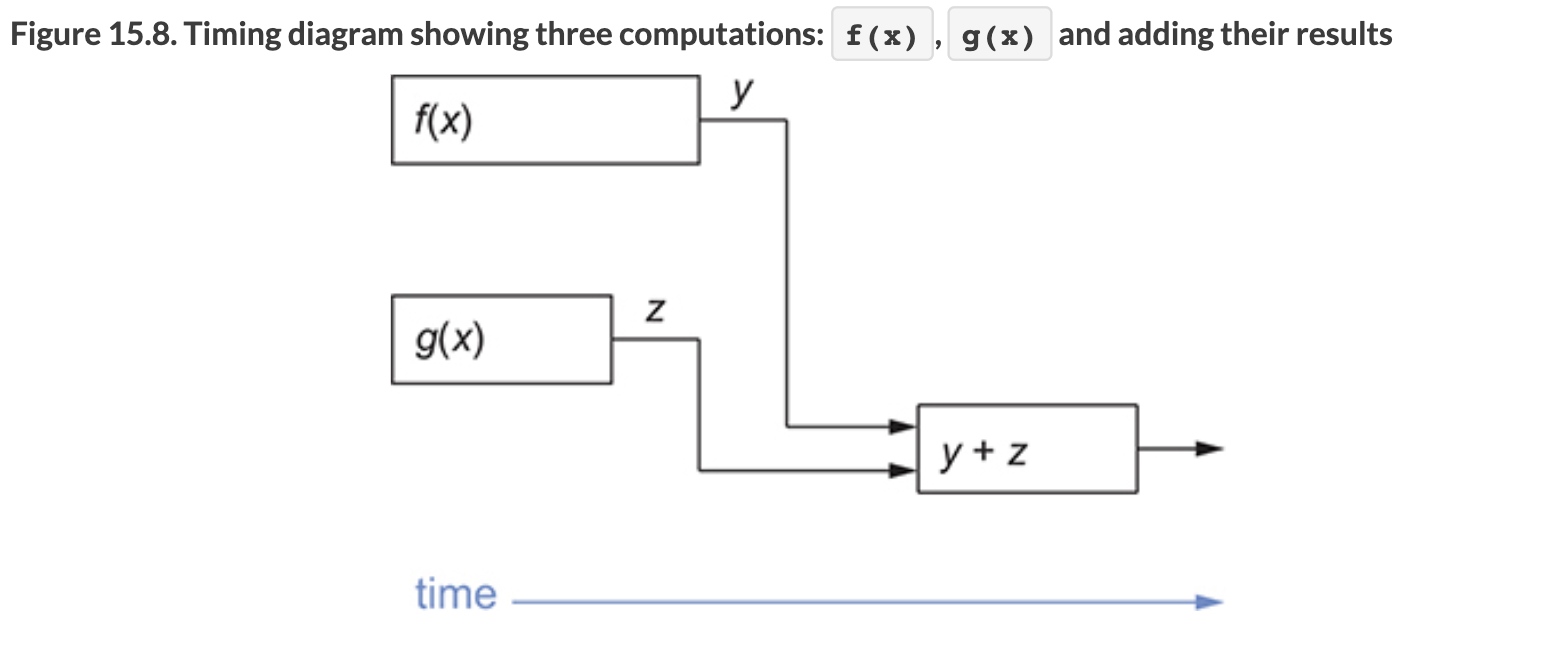 Figure 15.8. Timing diagram showing three computations: f(x), g(x) and adding their results
y
f(x)
z
g(x)
y + z
time